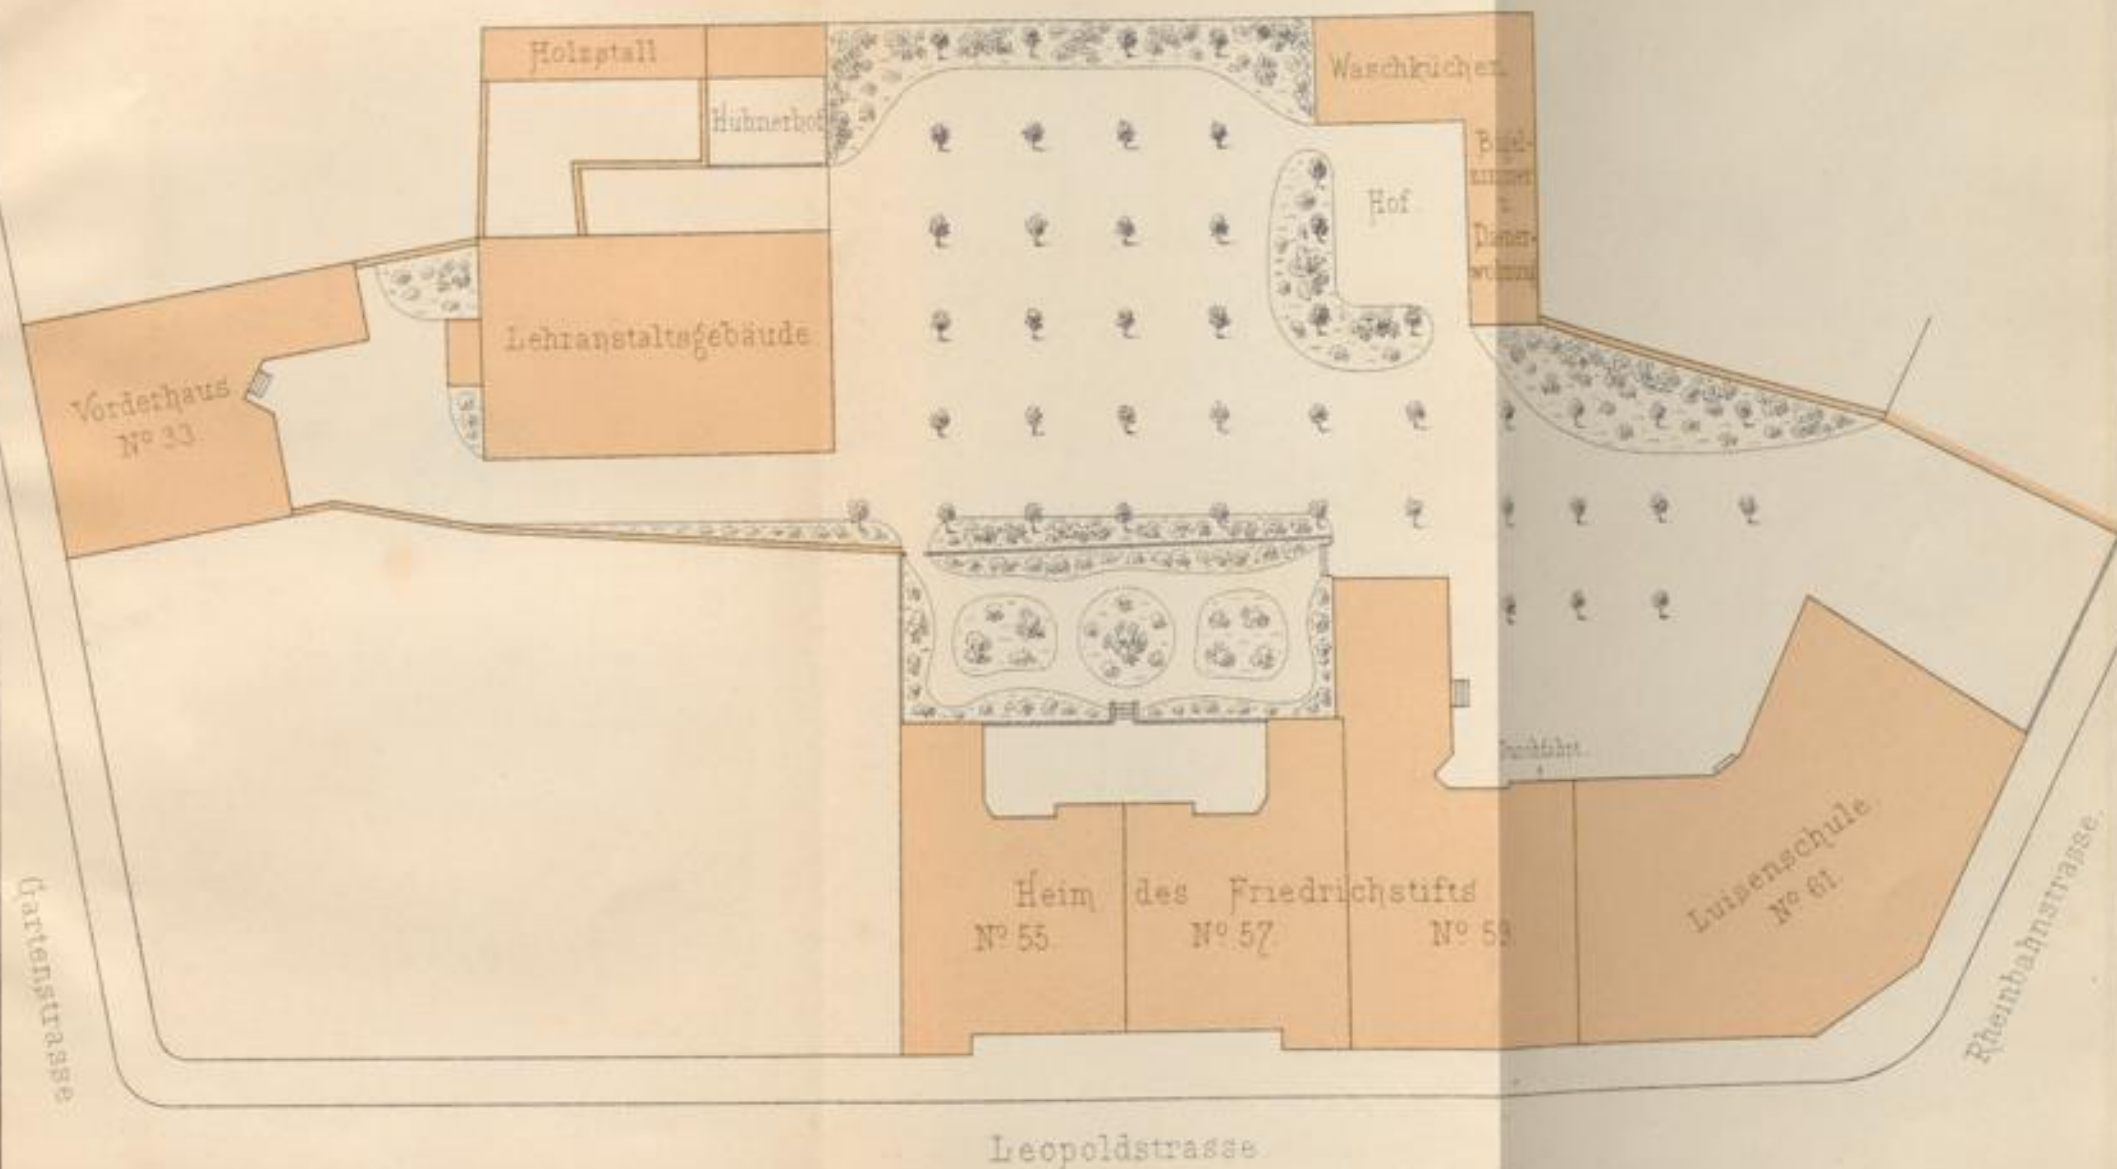 Holzstall
Waschküchen
Hühnerhof
Bügel-
zimmer
u.
Diener-
wohnung
Hof
Lehranstaltsgebäude
Vorderhaus
Nº 33.
Durchfahrt.
Heim des Friedrichstifts
Nº 55. Nº 57. Nº 59.
Luisenschule.
Nº 61.
Gartenstrasse
Rheinbahnstrasse.
Leopoldstrasse